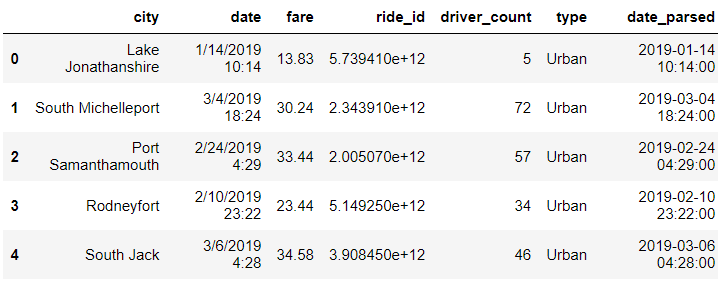 city date fare ride_id driver_count type date_parsed
0 Lake Jonathanshire 1/14/2019 10:14 13.83 5.739410e+12 5 Urban 2019-01-14 10:14:00
1 South Michelleport 3/4/2019 18:24 30.24 2.343910e+12 72 Urban 2019-03-04 18:24:00
2 Port Samanthamouth 2/24/2019 4:29 33.44 2.005070e+12 57 Urban 2019-02-24 04:29:00
3 Rodneyfort 2/10/2019 23:22 23.44 5.149250e+12 34 Urban 2019-02-10 23:22:00
4 South Jack 3/6/2019 4:28 34.58 3.908450e+12 46 Urban 2019-03-06 04:28:00